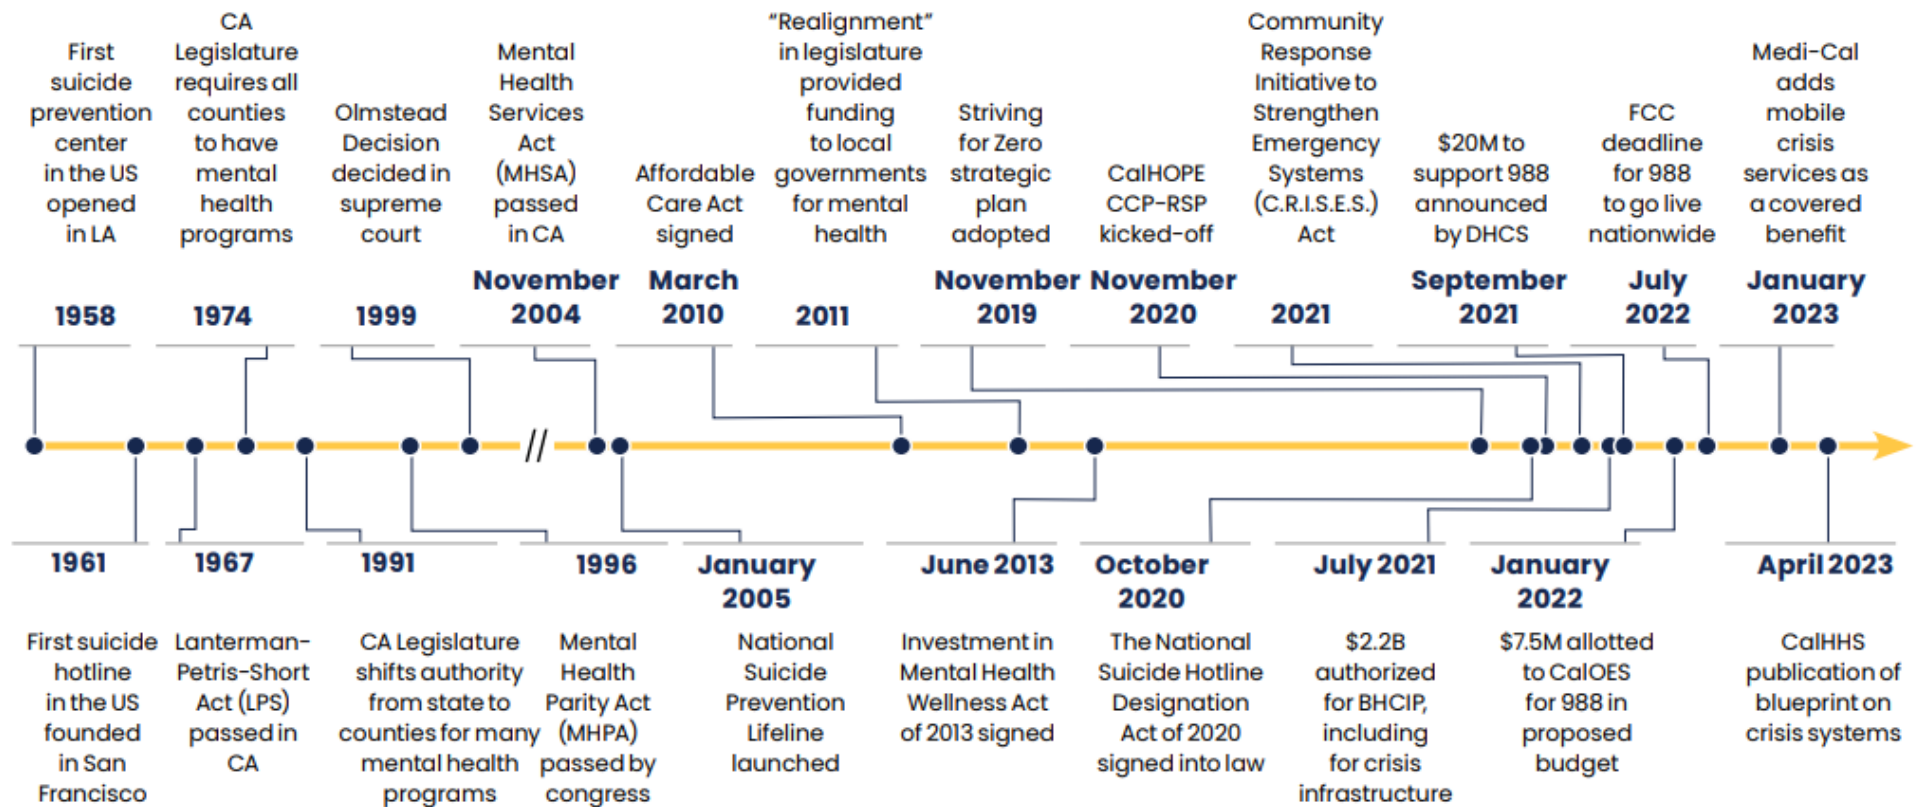 First
suicide
prevention
center
in the US
opened
in LA
1958
CA
Legislature
requires all
counties
to have
mental
health
programs
1974
Olmstead
Decision
decided in
supreme
court
1999
Mental
Health
Services
Act
(MHSA)
passed
in CA
November
2004
Affordable
Care Act
signed
March
2010
"Realignment"
in legislature
provided
funding
to local
governments
for mental
health
2011
Striving
for Zero
strategic
plan
adopted
November
2019
CalHOPE
CCP-RSP
kicked-off
November
2020
Community
Response
Initiative to
Strengthen
Emergency
Systems
(C.R.I.S.E.S.)
Act
2021
$20M to
support 988
announced
by DHCS
September
2021
FCC
deadline
for 988
to go live
nationwide
July
2022
Medi-Cal
adds
mobile
crisis
services as
a covered
benefit
January
2023
//
1961
First suicide
hotline
in the US
founded
in San
Francisco
1967
Lanterman-
Petris-Short
Act (LPS)
passed in
CA
1991
CA Legislature
shifts authority
from state to
counties for many
mental health
programs
1996
Mental
Health
Parity Act
(MHPA)
passed by
congress
January
2005
National
Suicide
Prevention
Lifeline
launched
June 2013
Investment in
Mental Health
Wellness Act
of 2013 signed
October
2020
The National
Suicide Hotline
Designation
Act of 2020
signed into law
July 2021
$2.2B
authorized
for BHCIP,
including
for crisis
infrastructure
January
2022
$7.5M allotted
to CalOES
for 988 in
proposed
budget
April 2023
CalHHS
publication of
blueprint on
crisis systems